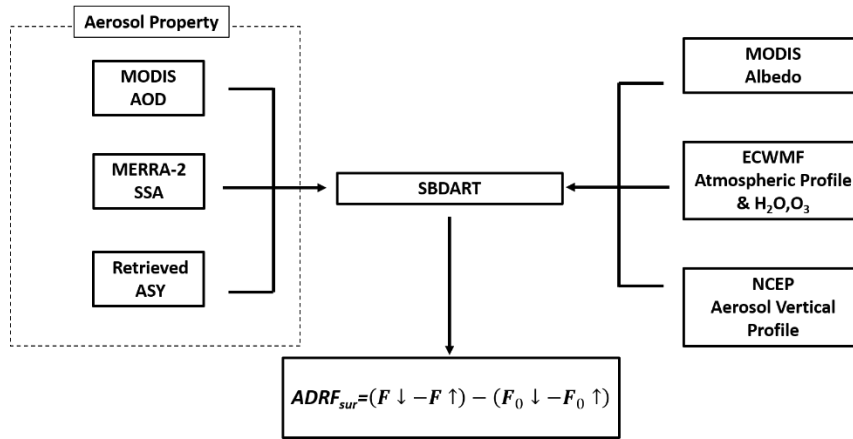 Aerosol Property
MODIS
AOD
MERRA-2
SSA
Retrieved
ASY
SBDART
MODIS
Albedo
ECWMF
Atmospheric Profile
& H₂O,O₃
NCEP
Aerosol Vertical
Profile
ADRF_sur=(F ↓ −F ↑) − (F₀ ↓ −F₀ ↑)